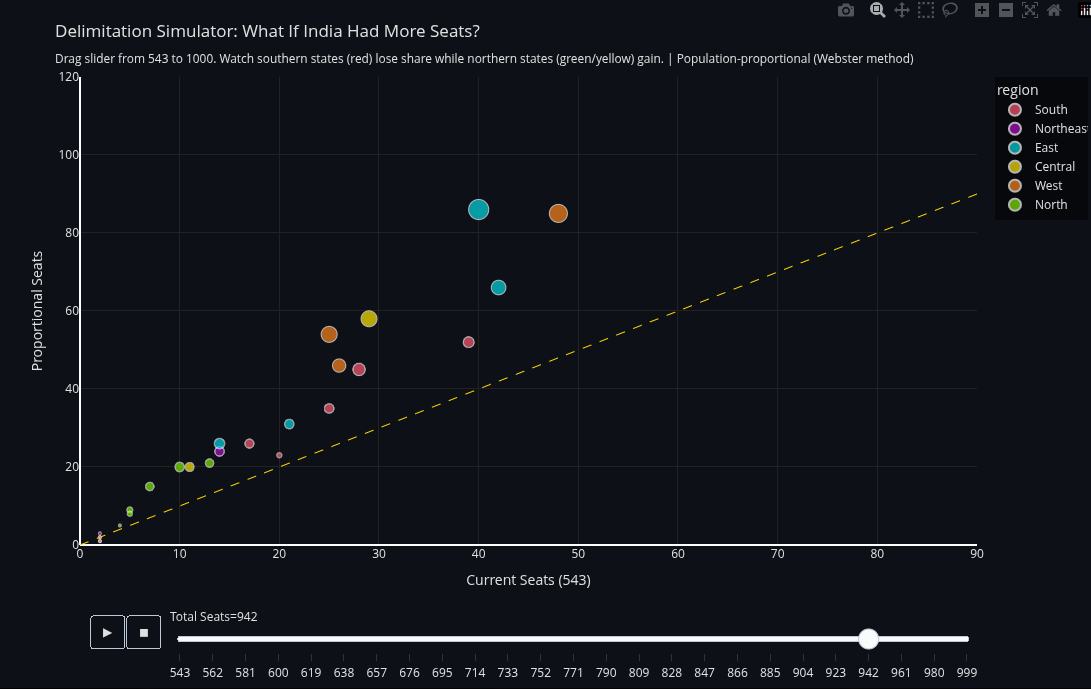 Delimitation Simulator: What If India Had More Seats?
Drag slider from 543 to 1000. Watch southern states (red) lose share while northern states (green/yellow) gain. | Population-proportional (Webster method)
120
100
80
60
40
20
0
Proportional Seats
0 10 20 30 40 50 60 70 80 90
Current Seats (543)
region
South
Northeas
East
Central
West
North
Total Seats=942
543 562 581 600 619 638 657 676 695 714 733 752 771 790 809 828 847 866 885 904 923 942 961 980 999